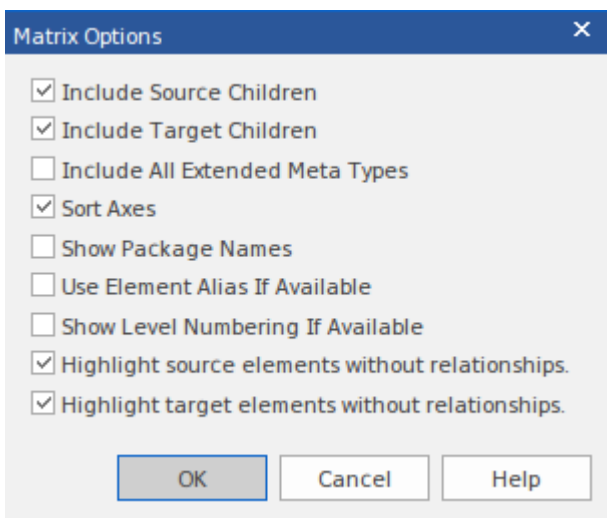 Matrix Options
Include Source Children
Include Target Children
Include All Extended Meta Types
Sort Axes
Show Package Names
Use Element Alias If Available
Show Level Numbering If Available
Highlight source elements without relationships.
Highlight target elements without relationships.
OK Cancel Help